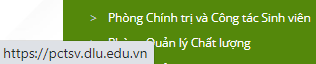 > Phòng Chính trị và Công tác Sinh viên
Quản lý Chất lượng
https://pctsv.dlu.edu.vn